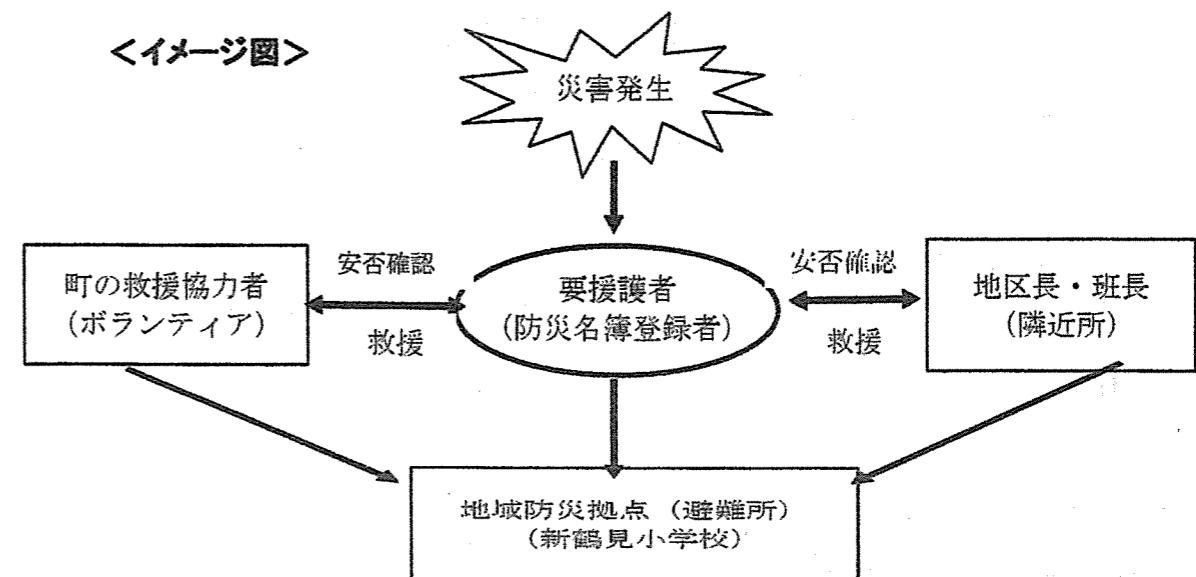 ＜イメージ図＞
災害発生
町の救援協力者
（ボランティア）
安否確認
救援
要援護者
（防災名簿登録者）
安否確認
救援
地区長・班長
（隣近所）
地域防災拠点（避難所）
（新鶴見小学校）